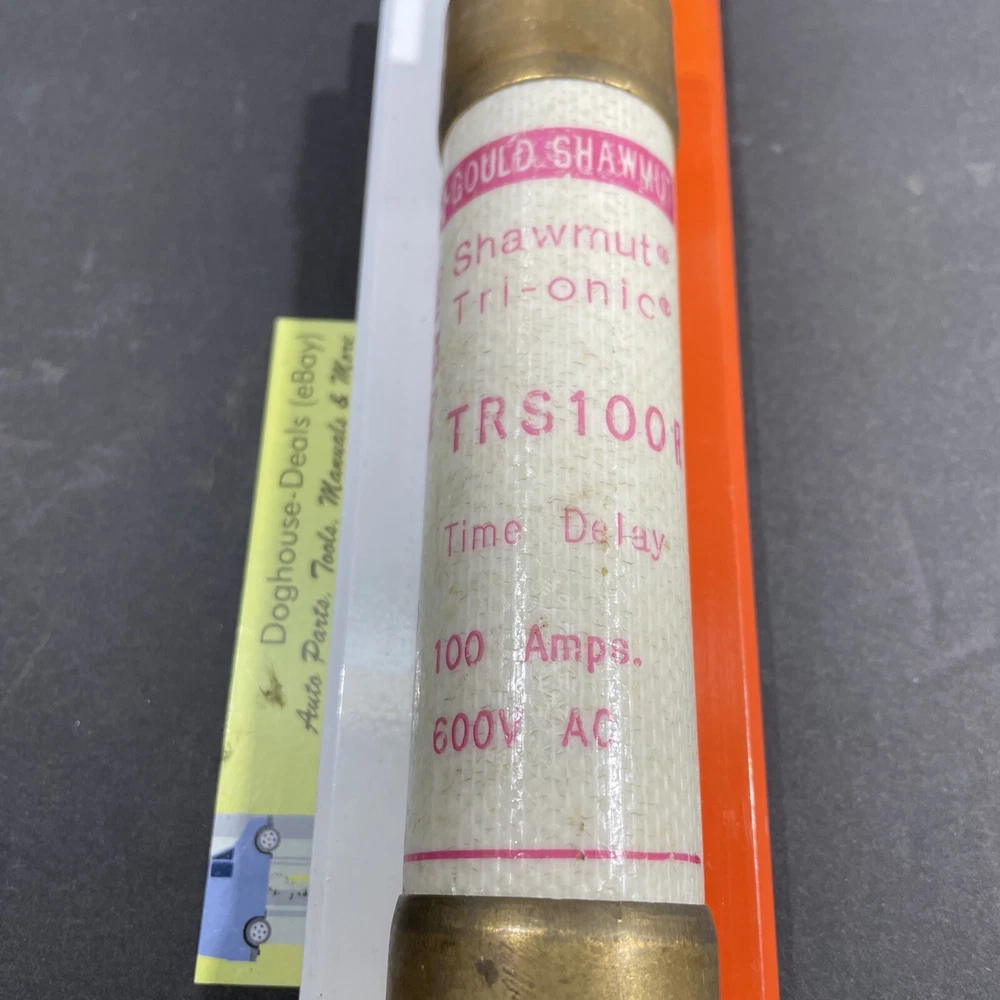 GOULD SHAWMUT
Shawmut®
Tri-onic®
TRS100R
Time Delay
100 Amps.
600V AC
Doghouse-Deals (eBay)
Auto Parts, Tools, Manuals & More